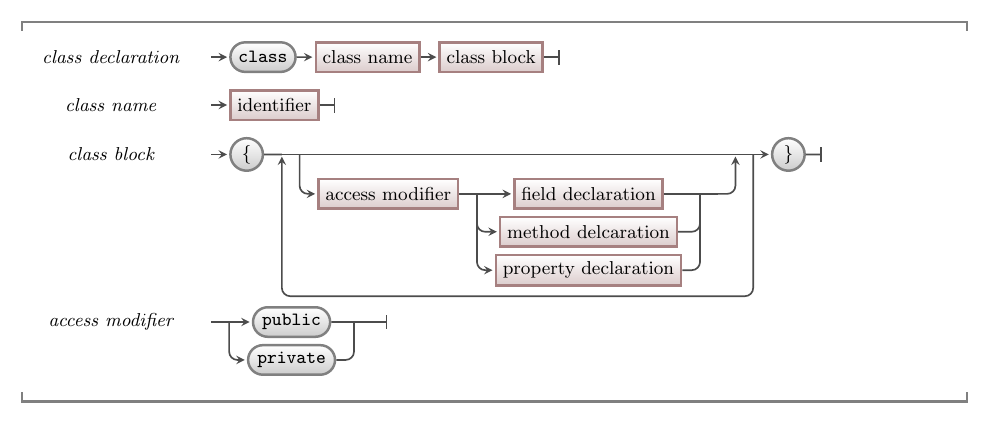 class declaration class class name class block
class name identifier
class block { }
access modifier field declaration
method delcaration
property declaration
access modifier public
private